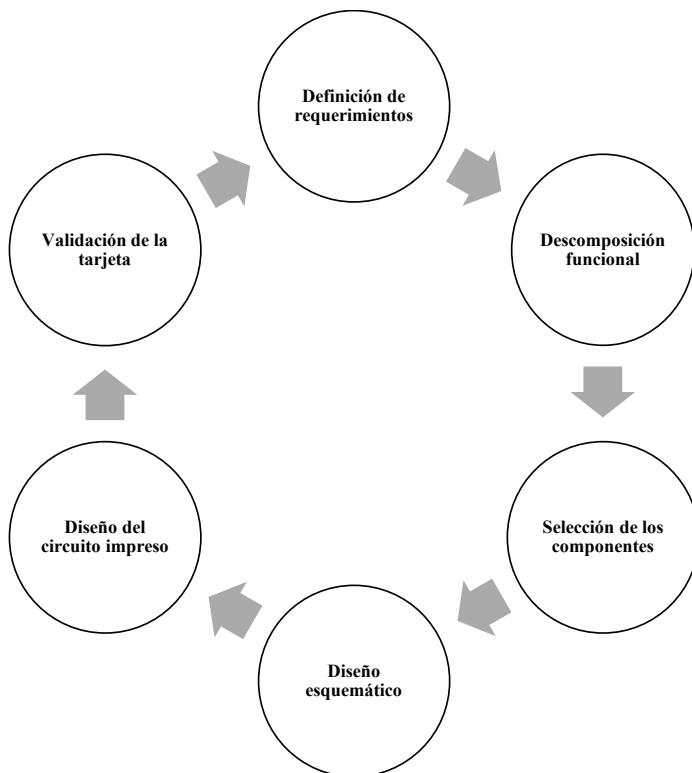 Definición de
requerimientos
Descomposición
funcional
Selección de los
componentes
Diseño
esquemático
Diseño del
circuito impreso
Validación de la
tarjeta